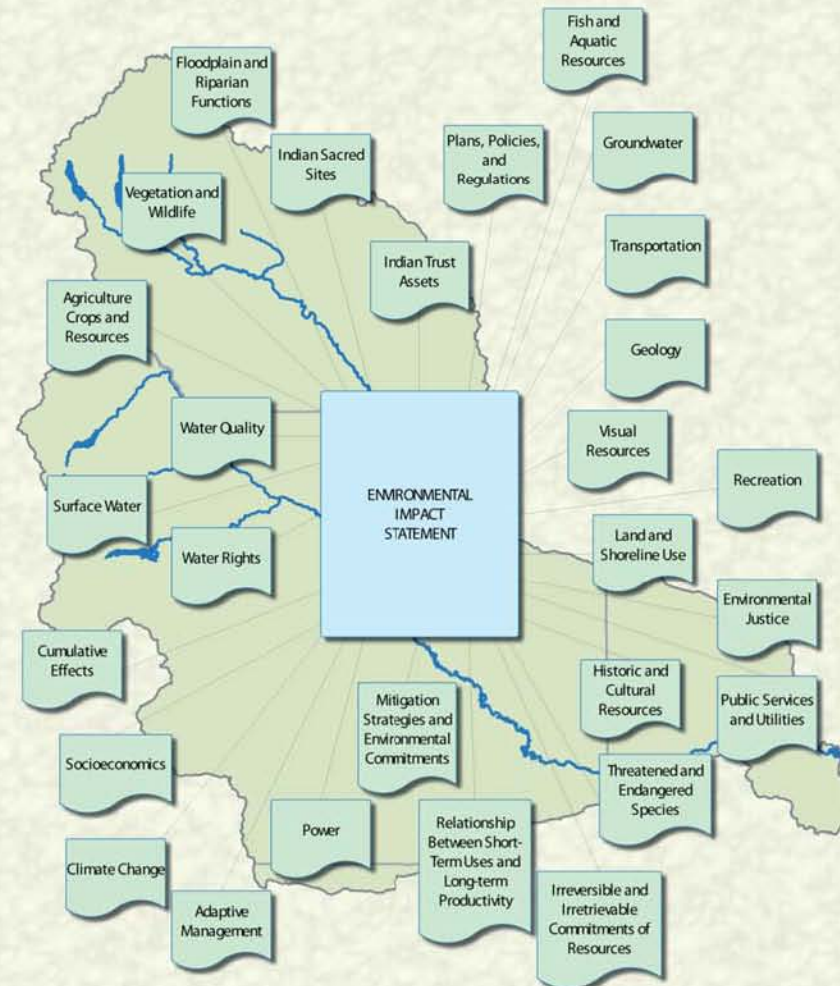 Fish and
Aquatic
Resources
Floodplain and
Riparian
Functions
Indian Sacred
Sites
Plans, Policies,
and
Regulations
Groundwater
Vegetation and
Wildlife
Indian Trust
Assets
Transportation
Agriculture
Crops and
Resources
Geology
Water Quality
Visual
Resources
Recreation
Surface Water
ENVIRONMENTAL
IMPACT
STATEMENT
Land and
Shoreline Use
Water Rights
Environmental
Justice
Cumulative
Effects
Historic and
Cultural
Resources
Mitigation
Strategies and
Environmental
Commitments
Public Services
and Utilities
Socioeconomics
Threatened and
Endangered
Species
Power
Relationship
Between Short-
Term Uses and
Long-term
Productivity
Climate Change
Adaptive
Management
Irreversible and
Irretrievable
Commitments of
Resources